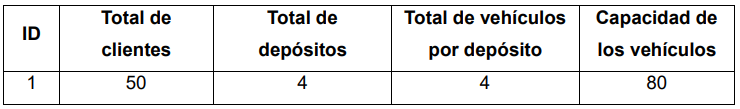 ID
Total de
clientes
Total de
depósitos
Total de vehículos
por depósito
Capacidad de
los vehículos
1 50 4 4 80